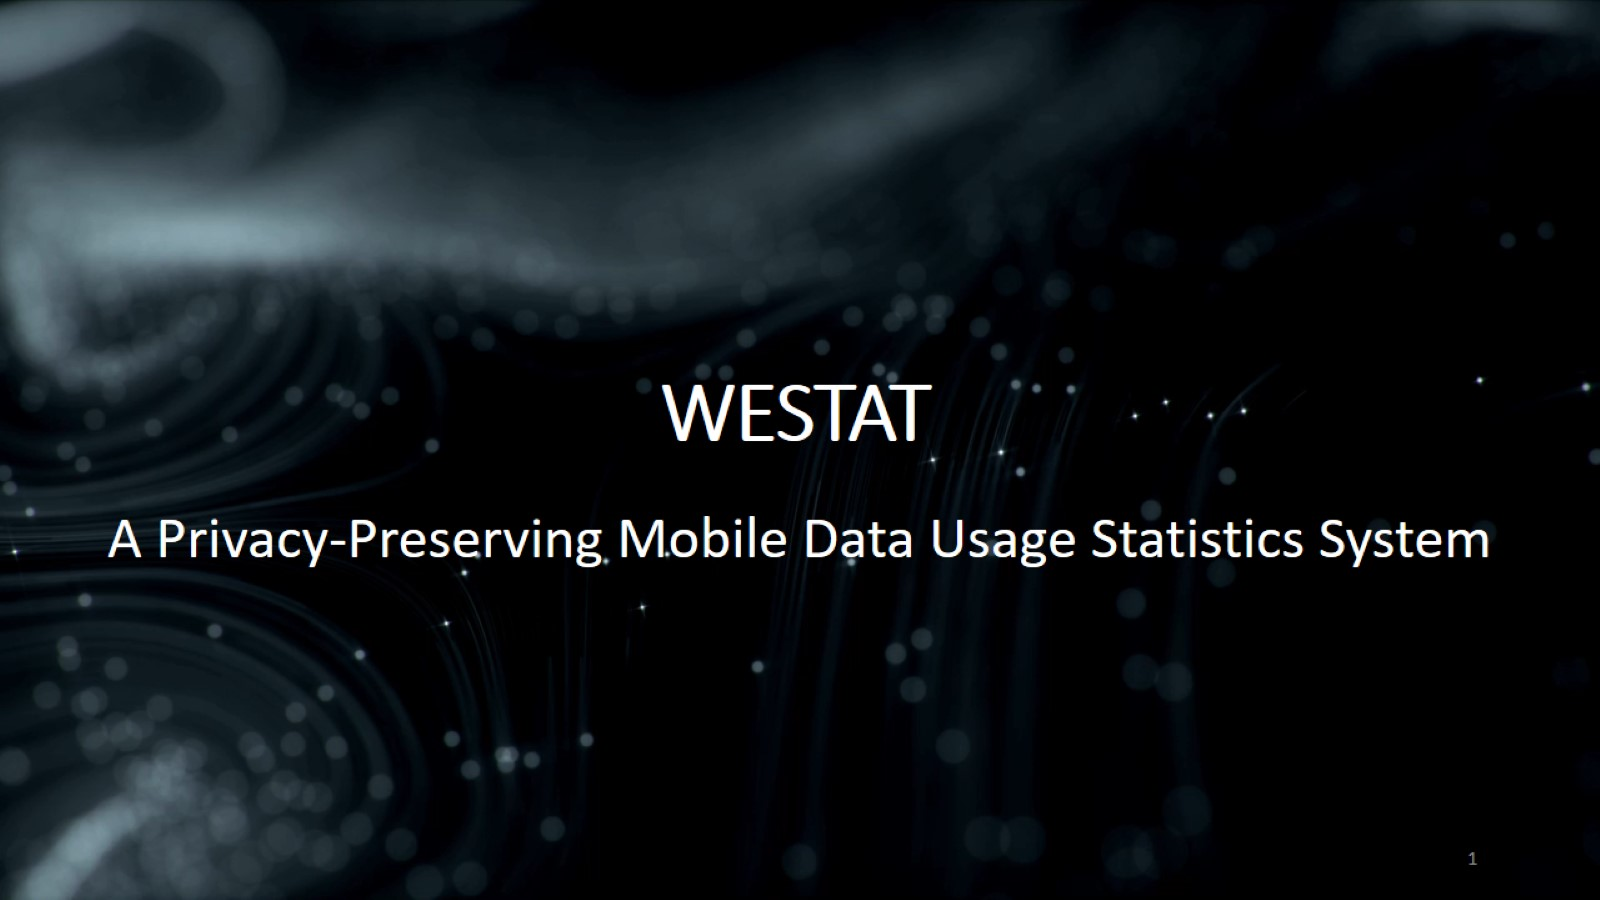 WESTAT
A Privacy-Preserving Mobile Data Usage Statistics System
1